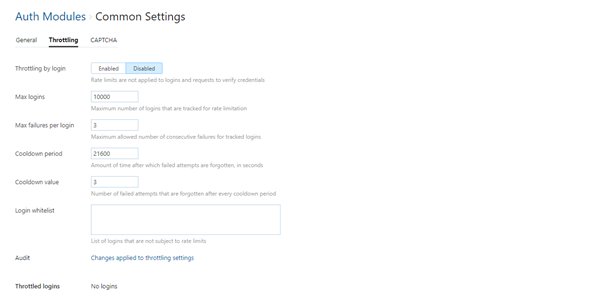 Auth Modules Common Settings
General Throttling CAPTCHA
Throttling by login Enabled Disabled
Rate limits are not applied to logins and requests to verify credentials
Max logins 10000
Maximum number of logins that are tracked for rate limitation
Max failures per login 3
Maximum allowed number of consecutive failures for tracked logins
Cooldown period 21600
Amount of time after which failed attempts are forgotten, in seconds
Cooldown value 3
Number of failed attempts that are forgotten after every cooldown period
Login whitelist
List of logins that are not subject to rate limits
Audit Changes applied to throttling settings
Throttled logins No logins